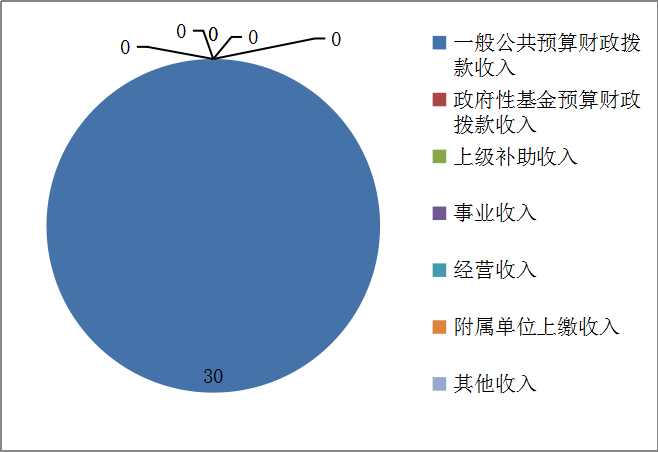 0
0
0
0
0
30
一般公共预算财政拨
款收入
政府性基金预算财政
拨款收入
上级补助收入
事业收入
经营收入
附属单位上缴收入
其他收入